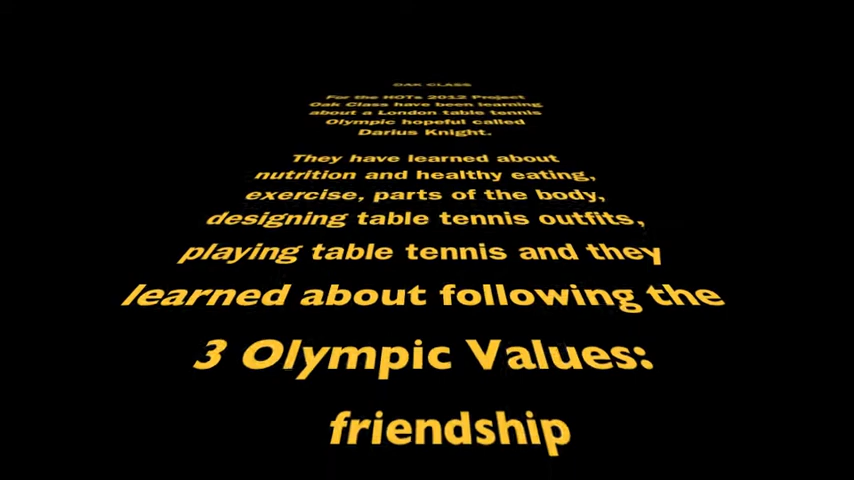 OAK CLASS
For the HOTs 2012 Project
Oak Class have been learning
about a London table tennis
Olympic hopeful called
Darius Knight.
They have learned about
nutrition and healthy eating,
exercise, parts of the body,
designing table tennis outfits,
playing table tennis and they
learned about following the
3 Olympic Values:
friendship